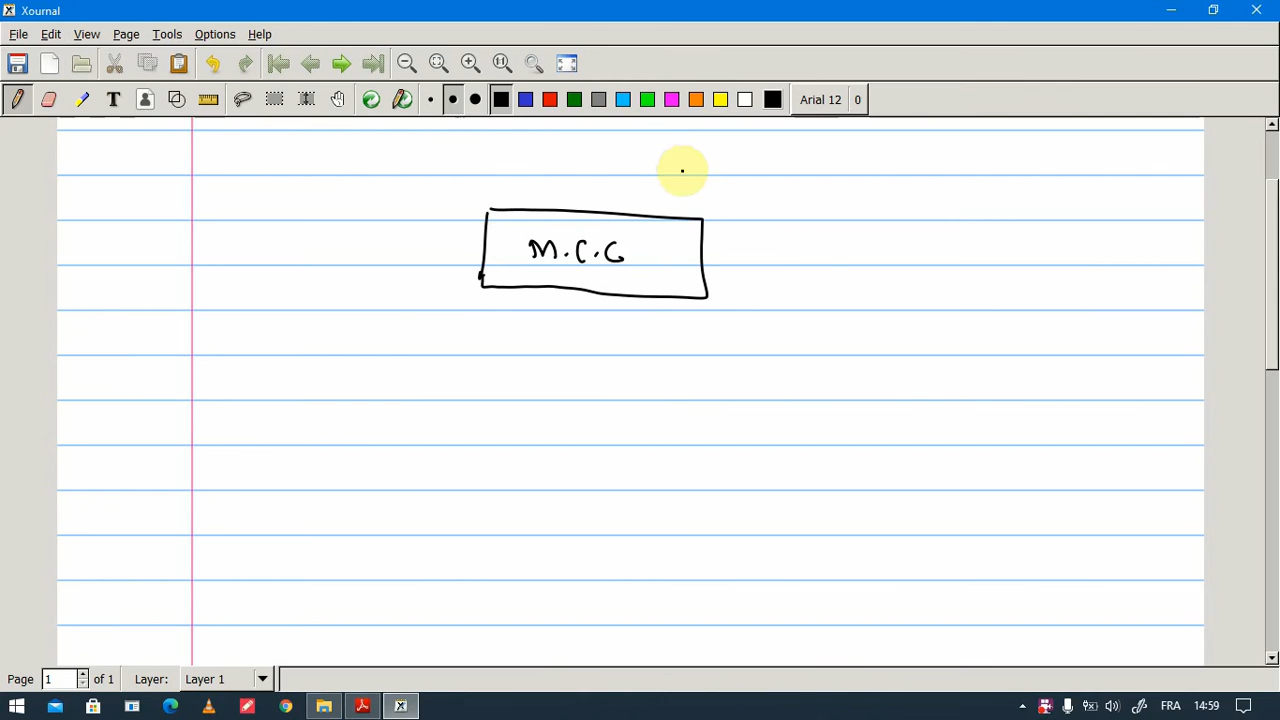 Xournal
File Edit View Page Tools Options Help
Arial 12 0
M.C.C
Page 1 of 1 Layer: Layer 1
FRA 14:59